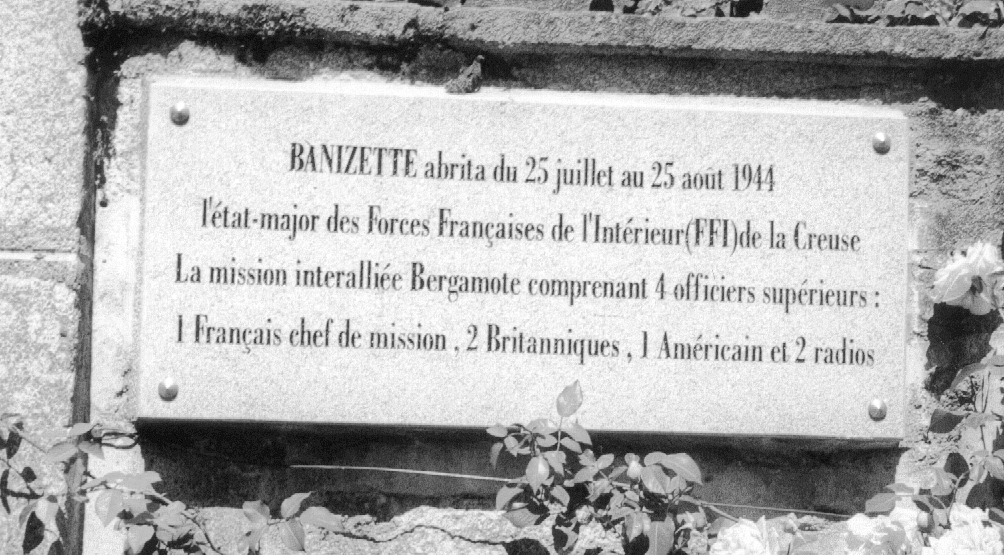 BANIZETTE abrita du 25 juillet au 25 août 1944
l'état-major des Forces Françaises de l'Intérieur(FFI)de la Creuse
La mission interalliée Bergamote comprenant 4 officiers supérieurs :
1 Français chef de mission , 2 Britanniques , 1 Américain et 2 radios